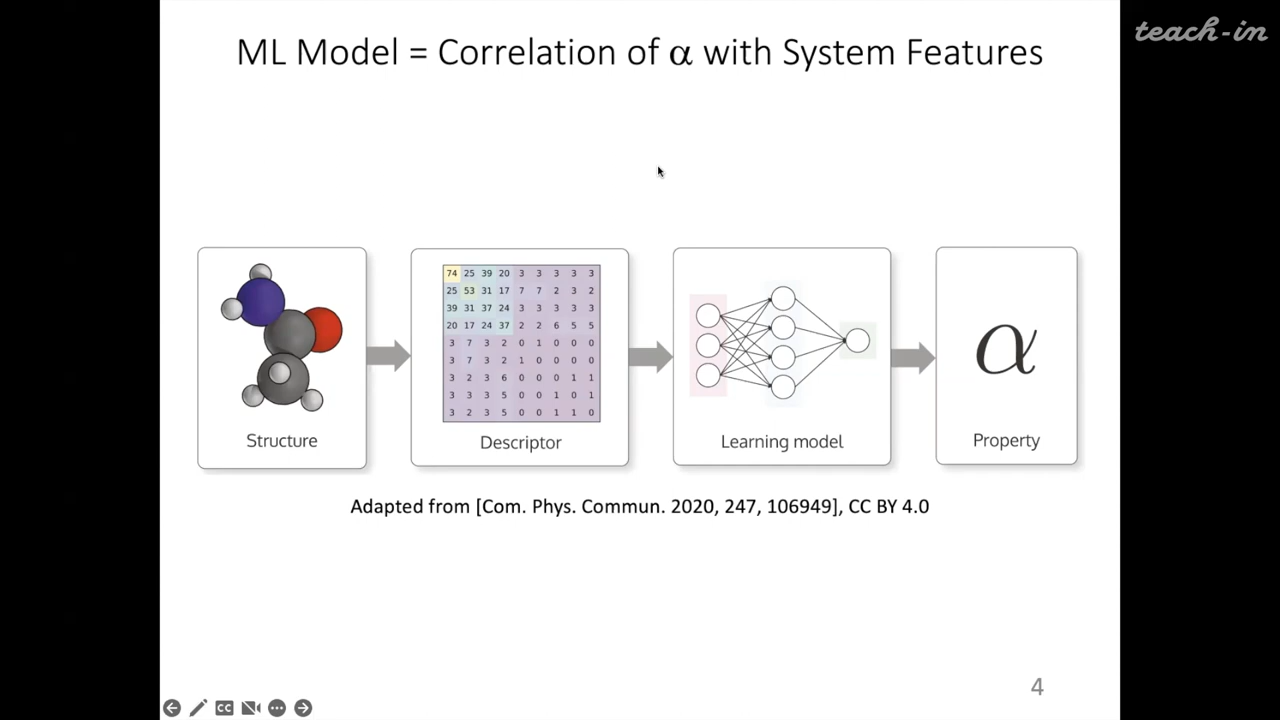 teach-in
ML Model = Correlation of α with System Features
74 25 39 20 3 3 3 3 3
25 53 31 17 7 7 2 3 2
39 31 37 24 3 3 3 3 3
20 17 24 37 2 2 6 5 5
3 7 3 2 0 1 0 0 0
3 7 3 2 1 0 0 0 0
3 2 3 6 0 0 0 1 1
3 3 3 5 0 0 1 0 1
3 2 3 5 0 0 1 1 0
α
Structure
Descriptor
Learning model
Property
Adapted from [Com. Phys. Commun. 2020, 247, 106949], CC BY 4.0
4
CC